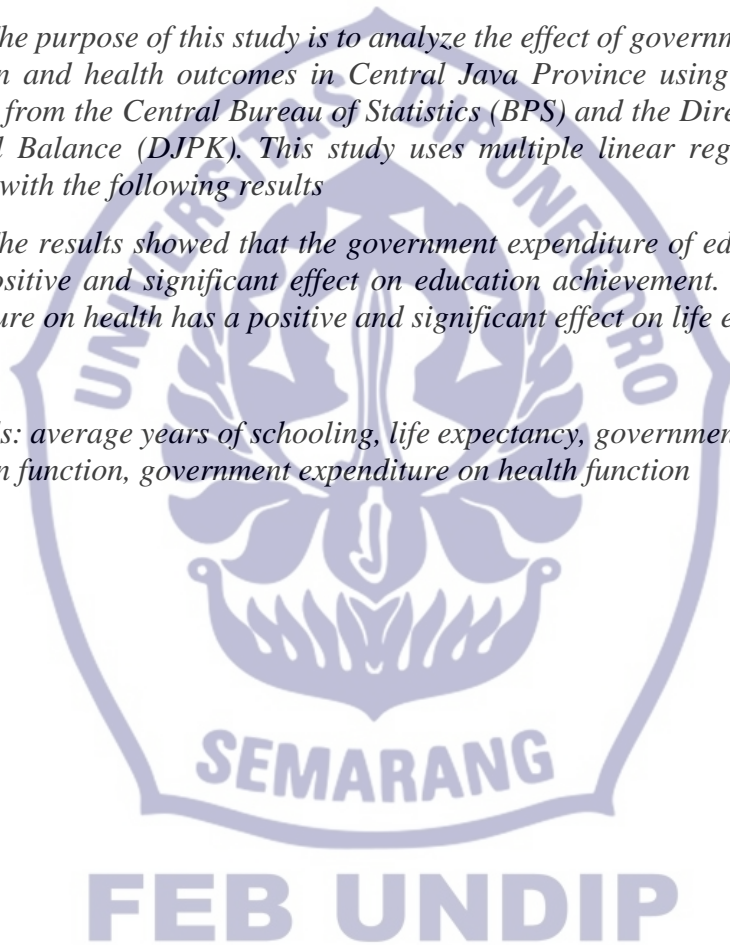 he purpose of this study is to analyze the effect of governm
n and health outcomes in Central Java Province using
from the Central Bureau of Statistics (BPS) and the Dire
l Balance (DJPK). This study uses multiple linear reg
with the following results
he results showed that the government expenditure of ed
ositive and significant effect on education achievement.
ure on health has a positive and significant effect on life e
s: average years of schooling, life expectancy, governmen
n function, government expenditure on health function
UNIVERSITAS DIPONEGORO
SEMARANG
FEB UNDIP